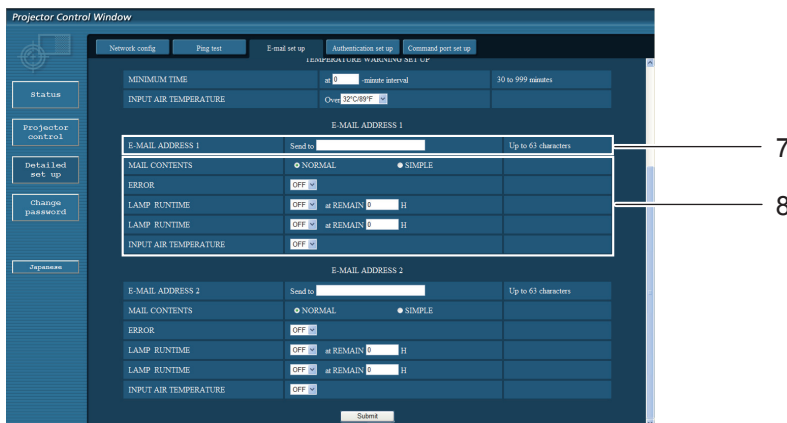 Projector Control Window
Network config Ping test E-mail set up Authentication set up Command port set up
TEMPERATURE WARNING SET UP
MINIMUM TIME at 0 -minute interval 30 to 999 minutes
INPUT AIR TEMPERATURE Over 32°C/89°F
Status
Projector control
Detailed set up
Change password
Japanese
E-MAIL ADDRESS 1
E-MAIL ADDRESS 1 Send to Up to 63 characters 7
MAIL CONTENTS NORMAL SIMPLE
ERROR OFF
LAMP RUNTIME OFF at REMAIN 0 H 8
LAMP RUNTIME OFF at REMAIN 0 H
INPUT AIR TEMPERATURE OFF
E-MAIL ADDRESS 2
E-MAIL ADDRESS 2 Send to Up to 63 characters
MAIL CONTENTS NORMAL SIMPLE
ERROR OFF
LAMP RUNTIME OFF at REMAIN 0 H
LAMP RUNTIME OFF at REMAIN 0 H
INPUT AIR TEMPERATURE OFF
Submit